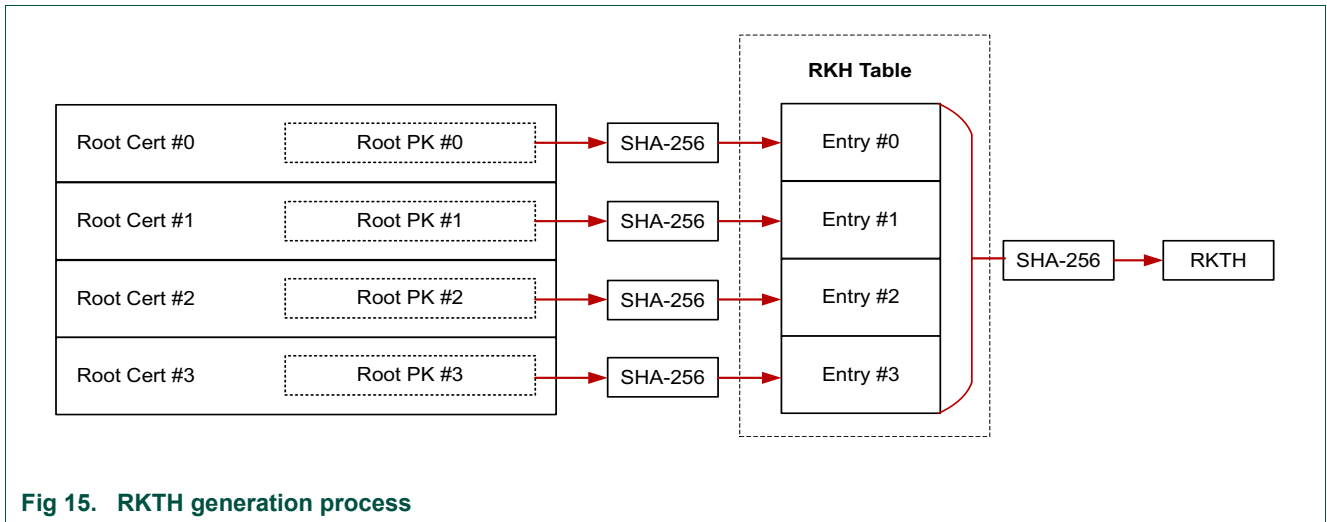 RKH Table
Root Cert #0 Root PK #0 SHA-256 Entry #0
Root Cert #1 Root PK #1 SHA-256 Entry #1
SHA-256 RKTH
Root Cert #2 Root PK #2 SHA-256 Entry #2
Root Cert #3 Root PK #3 SHA-256 Entry #3
Fig 15. RKTH generation process